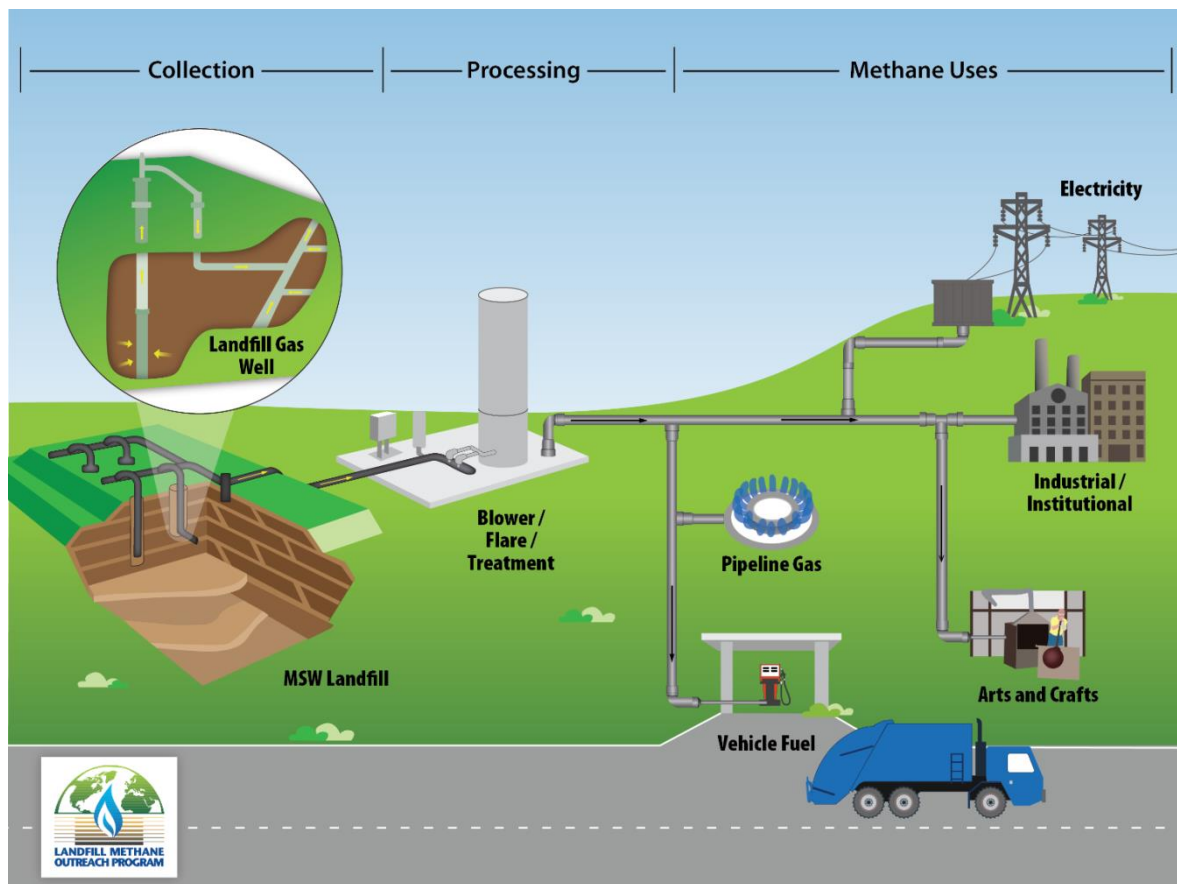 Collection
Processing
Methane Uses
Electricity
Landfill Gas
Well
Industrial /
Institutional
Blower /
Flare /
Treatment
Pipeline Gas
MSW Landfill
Arts and Crafts
Vehicle Fuel
LANDFILL METHANE
OUTREACH PROGRAM